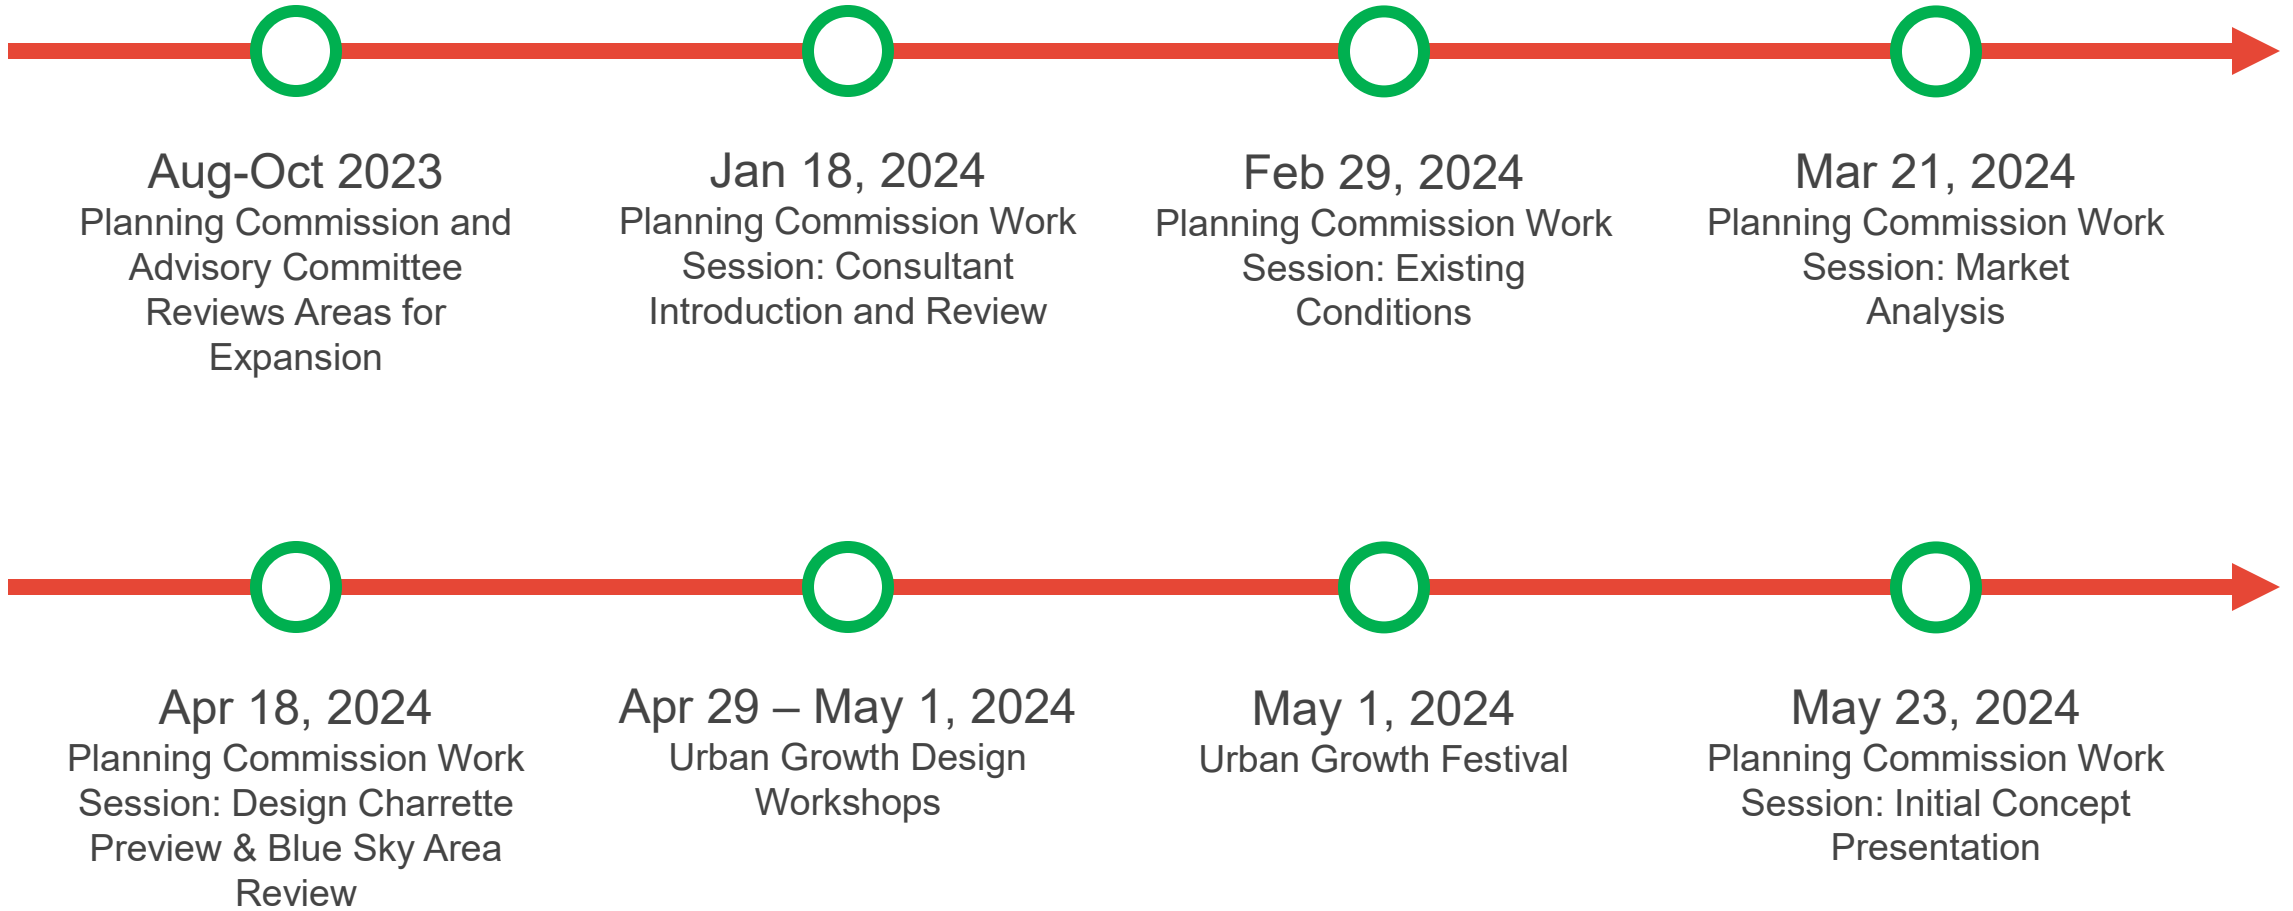 Aug-Oct 2023
Planning Commission and
Advisory Committee
Reviews Areas for
Expansion
Jan 18, 2024
Planning Commission Work
Session: Consultant
Introduction and Review
Feb 29, 2024
Planning Commission Work
Session: Existing
Conditions
Mar 21, 2024
Planning Commission Work
Session: Market
Analysis
Apr 18, 2024
Planning Commission Work
Session: Design Charrette
Preview & Blue Sky Area
Review
Apr 29 – May 1, 2024
Urban Growth Design
Workshops
May 1, 2024
Urban Growth Festival
May 23, 2024
Planning Commission Work
Session: Initial Concept
Presentation